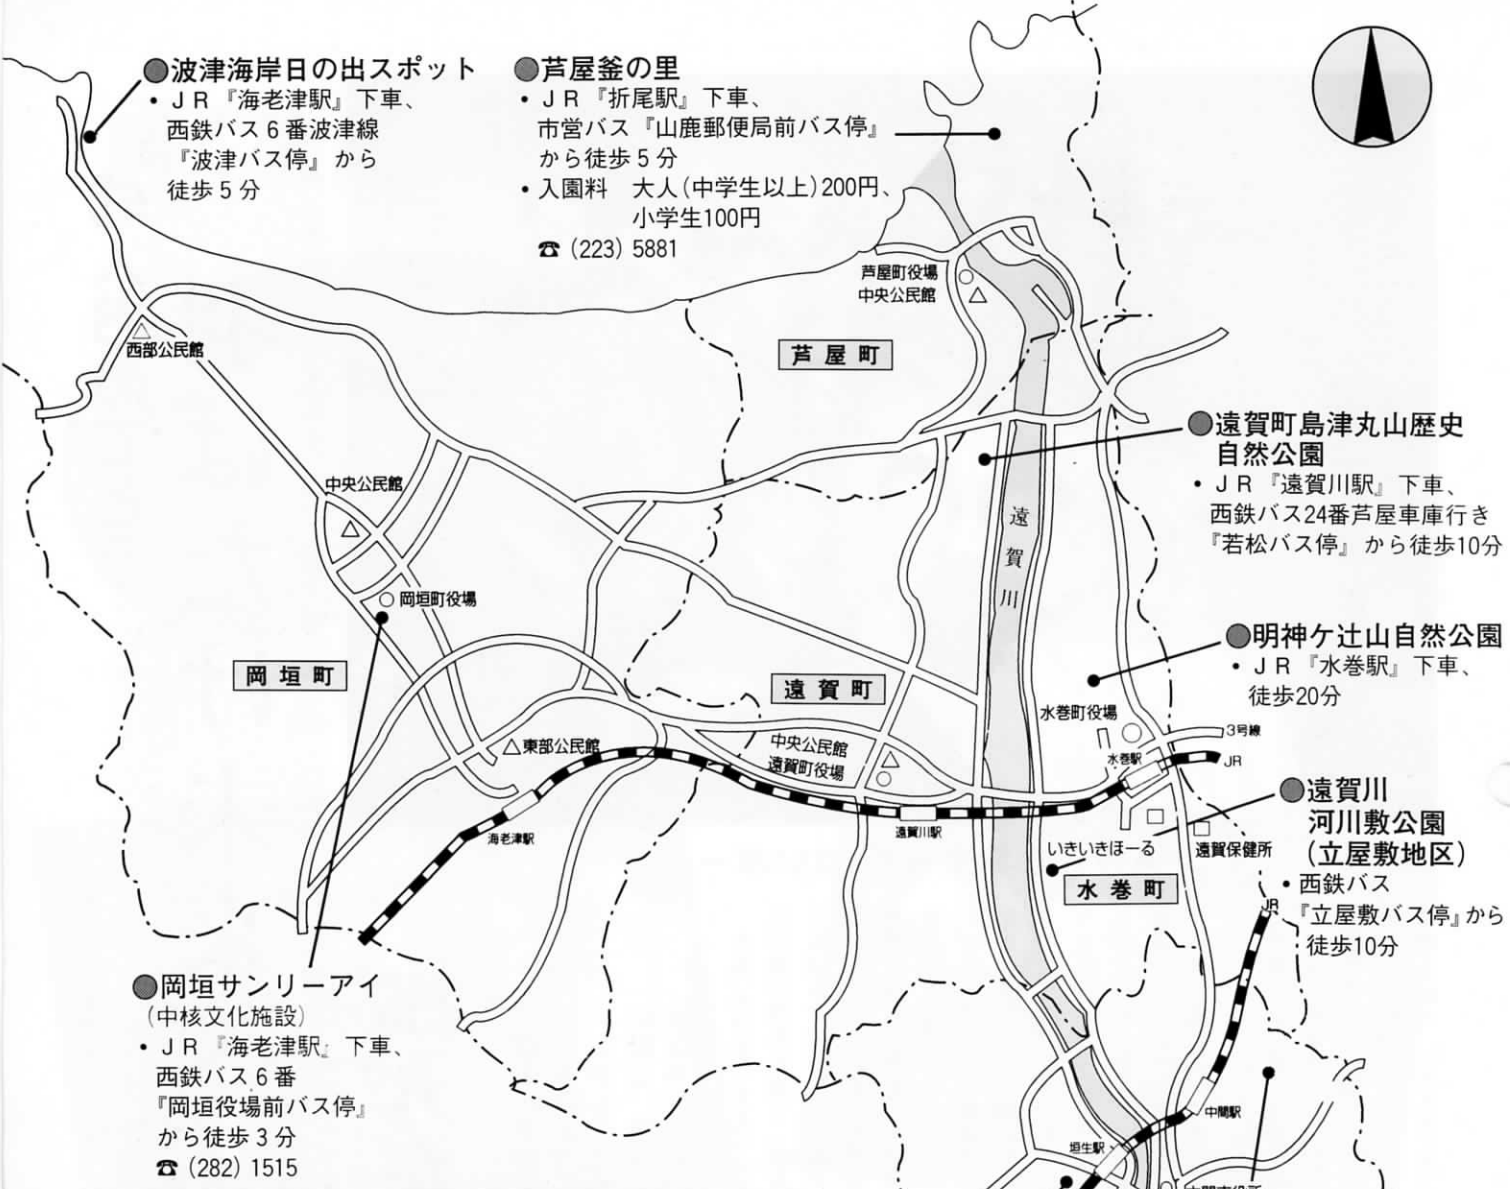 ●波津海岸日の出スポット
・ＪＲ『海老津駅』下車、
西鉄バス６番波津線
『波津バス停』から
徒歩５分
●芦屋釜の里
・ＪＲ『折尾駅』下車、
市営バス『山鹿郵便局前バス停』
から徒歩５分
・入園料　大人(中学生以上)200円、
小学生100円
☎(223)5881
芦屋町役場
中央公民館
芦屋町
西部公民館
●遠賀町島津丸山歴史
自然公園
・ＪＲ『遠賀川駅』下車、
西鉄バス24番芦屋車庫行き
『若松バス停』から徒歩10分
中央公民館
遠賀川
岡垣町役場
●明神ケ辻山自然公園
・ＪＲ『水巻駅』下車、
徒歩20分
岡垣町
遠賀町
水巻町役場
3号線
東部公民館
中央公民館
遠賀町役場
水巻駅
JR
●遠賀川
河川敷公園
(立屋敷地区)
・西鉄バス
『立屋敷バス停』から
徒歩10分
海老津駅
遠賀川駅
いきいきほーる
遠賀保健所
水巻町
JR
●岡垣サンリーアイ
(中核文化施設)
・ＪＲ『海老津駅』下車、
西鉄バス６番
『岡垣役場前バス停』
から徒歩３分
☎(282)1515
中間駅
垣生駅